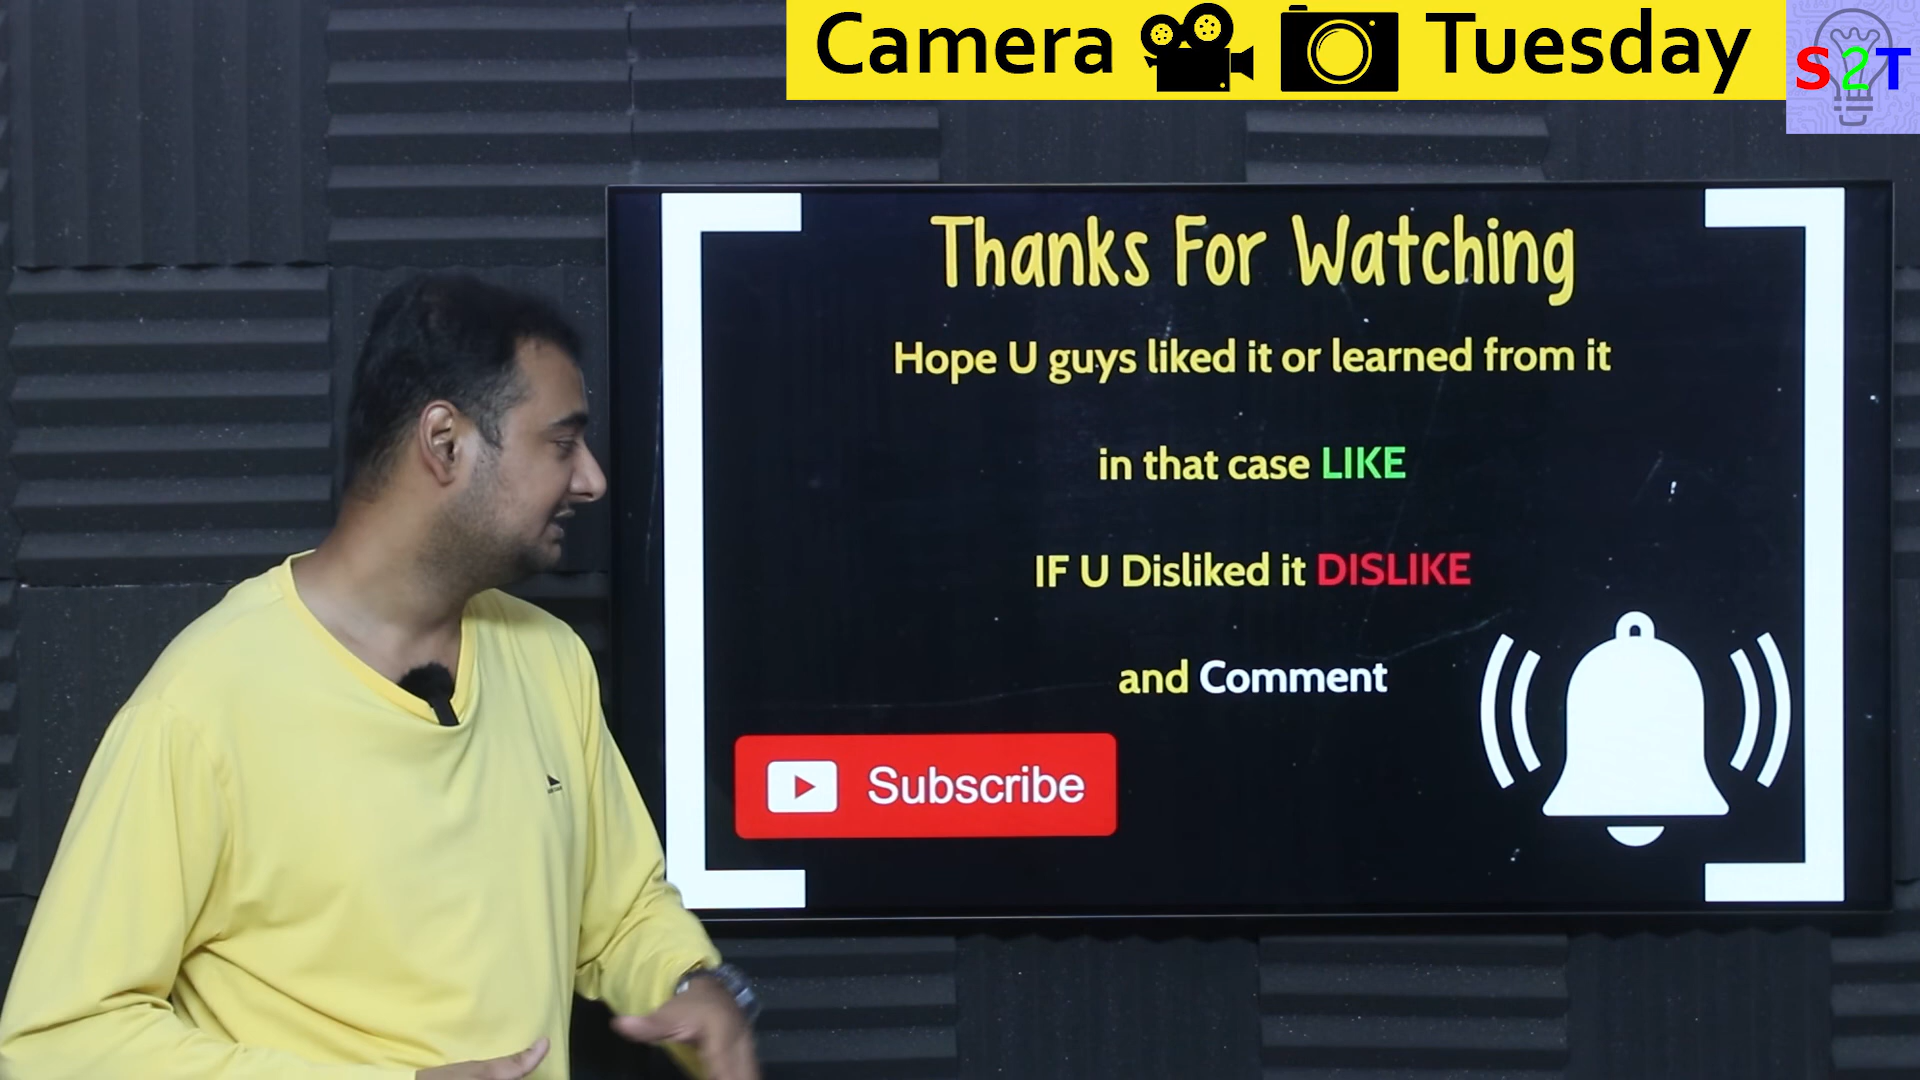 Camera Tuesday
S2T
Thanks For Watching
Hope U guys liked it or learned from it
in that case LIKE
IF U Disliked it DISLIKE
and Comment
Subscribe